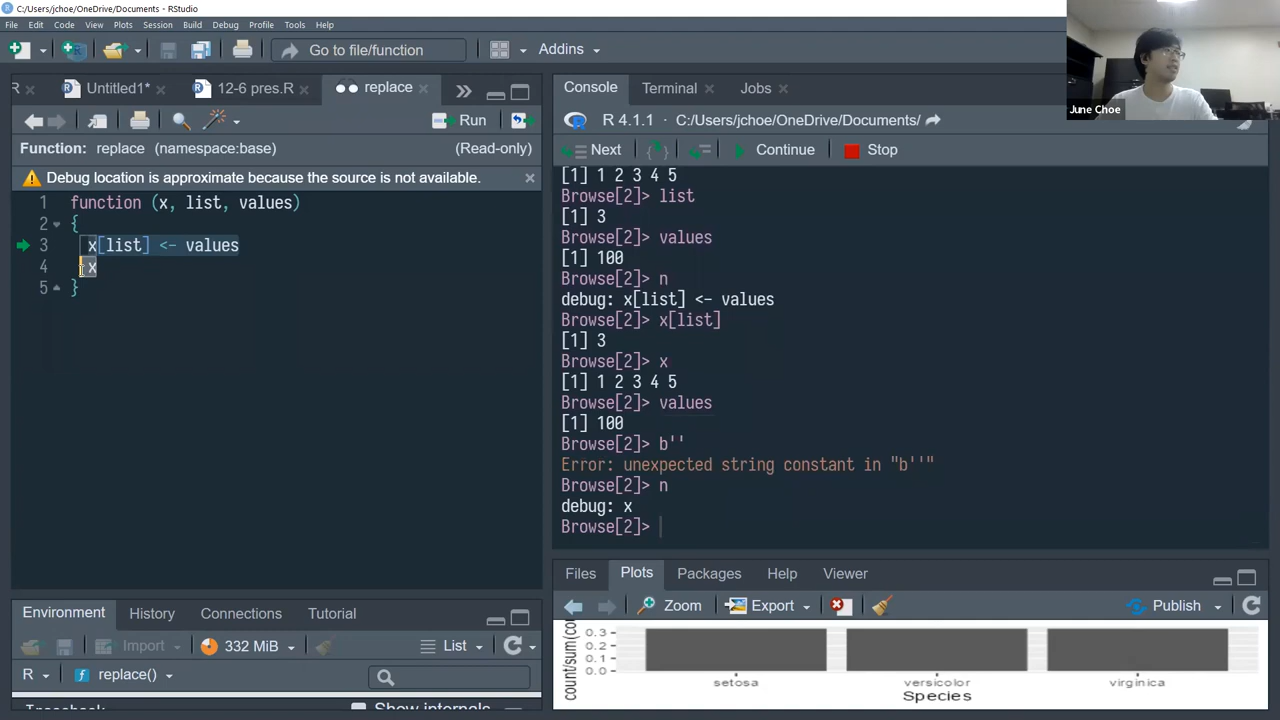 C:/Users/jchoe/OneDrive/Documents - RStudio
File Edit Code View Plots Session Build Debug Profile Tools Help
Go to file/function
Addins
June Choe
R
Untitled1*
12-6 pres.R
replace
Run
Function: replace (namespace:base)
(Read-only)
Debug location is approximate because the source is not available.
1 function (x, list, values)
2 {
3 x[list] <- values
4 x
5 }
Environment
History
Connections
Tutorial
Import
332 MiB
List
R
replace()
Console
Terminal
Jobs
R 4.1.1 C:/Users/jchoe/OneDrive/Documents/
Next
Continue
Stop
[1] 1 2 3 4 5
Browse[2]> list
[1] 3
Browse[2]> values
[1] 100
Browse[2]> n
debug: x[list] <- values
Browse[2]> x[list]
[1] 3
Browse[2]> x
[1] 1 2 3 4 5
Browse[2]> values
[1] 100
Browse[2]> b''
Error: unexpected string constant in "b''"
Browse[2]> n
debug: x
Browse[2]>
Files
Plots
Packages
Help
Viewer
Zoom
Export
Publish
0.3
0.2
0.1
0.0
setosa
versicolor
virginica
Species